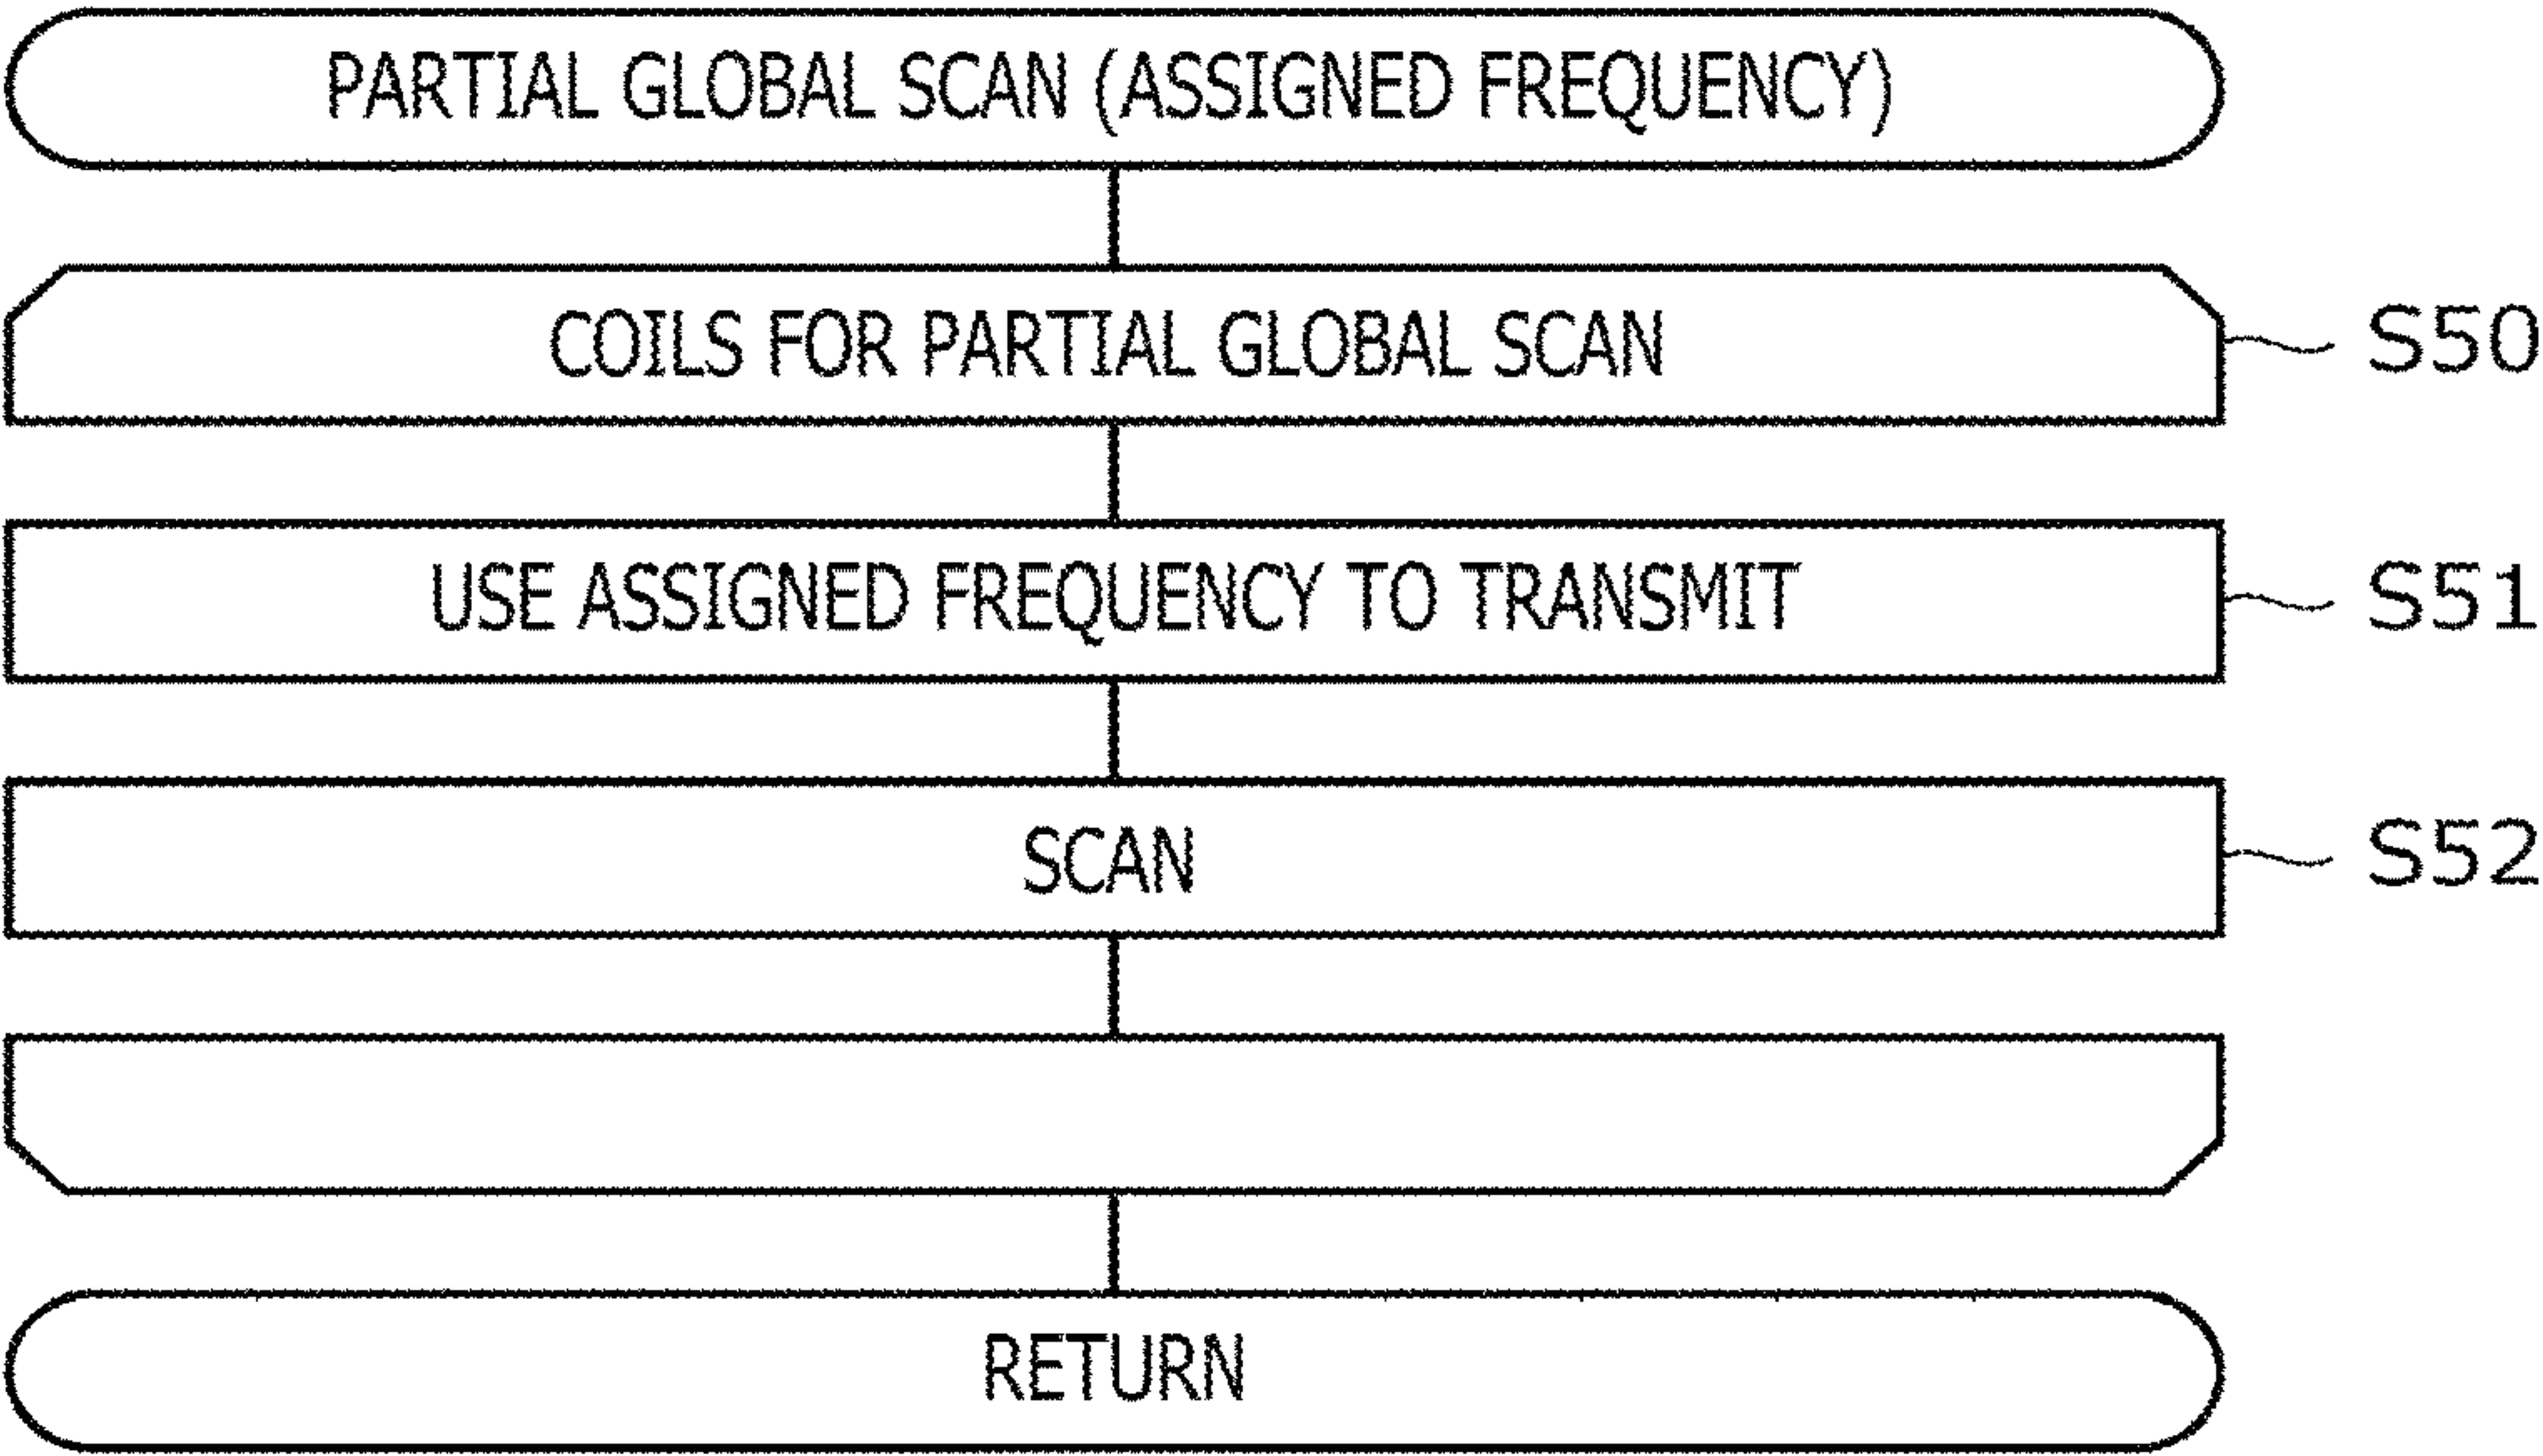 PARTIAL GLOBAL SCAN (ASSIGNED FREQUENCY)
COILS FOR PARTIAL GLOBAL SCAN
S50
USE ASSIGNED FREQUENCY TO TRANSMIT
S51
SCAN
S52
RETURN